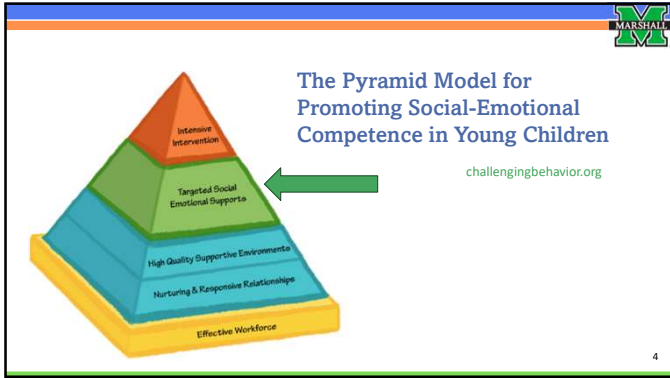 MARSHALL
The Pyramid Model for
Promoting Social-Emotional
Competence in Young Children
challengingbehavior.org
Intensive
Intervention
Targeted Social
Emotional Supports
High Quality Supportive Environments
Nurturing & Responsive Relationships
Effective Workforce
4